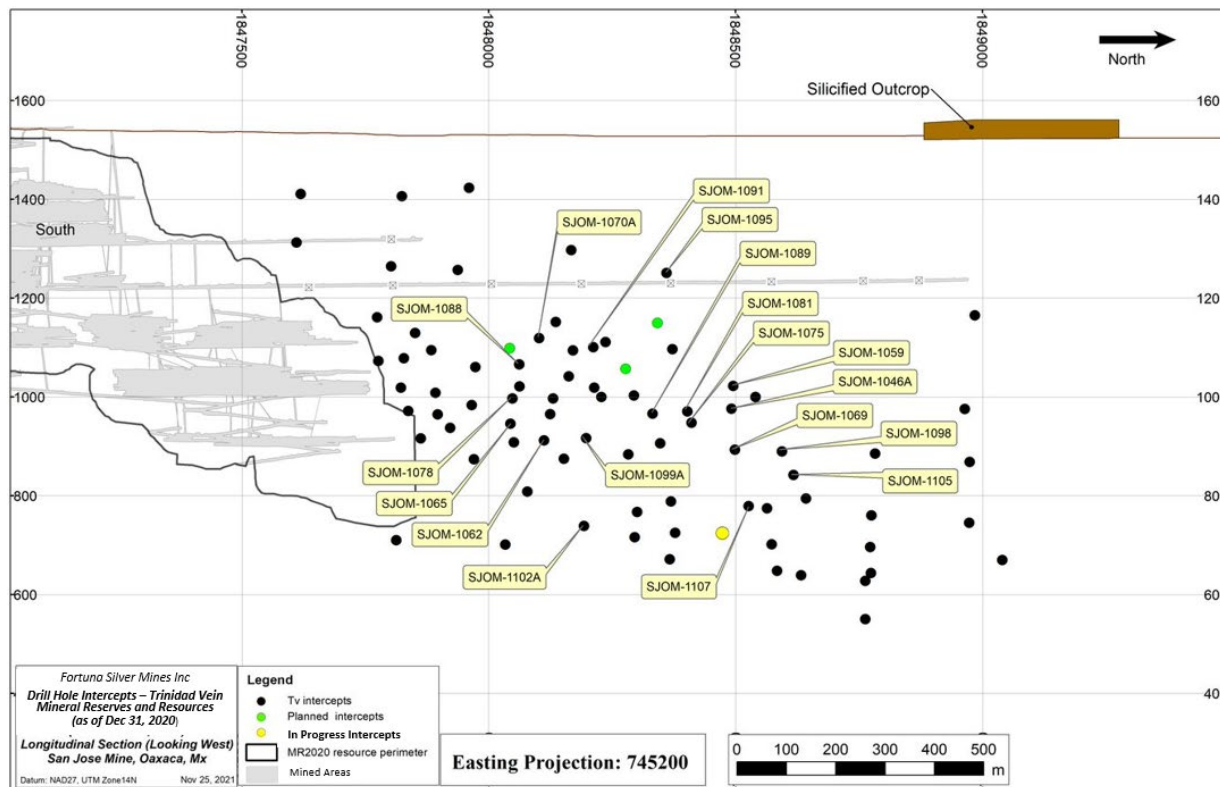 1847500
1848000
1848500
1849000
North
1600
160
Silicified Outcrop
1400
140
SJOM-1091
SJOM-1070A
SJOM-1095
South
SJOM-1089
1200
120
SJOM-1088
SJOM-1081
SJOM-1075
SJOM-1059
SJOM-1046A
1000
100
SJOM-1069
SJOM-1098
SJOM-1078
SJOM-1099A
SJOM-1105
800
80
SJOM-1065
SJOM-1062
SJOM-1102A
SJOM-1107
600
60
400
40
Fortuna Silver Mines Inc
Drill Hole Intercepts – Trinidad Vein
Mineral Reserves and Resources
(as of Dec 31, 2020)
Longitudinal Section (Looking West)
San Jose Mine, Oaxaca, Mx
Datum: NAD27, UTM Zone14N Nov 25, 2021
Legend
Tv intercepts
Planned intercepts
In Progress Intercepts
MR2020 resource perimeter
Mined Areas
Easting Projection: 745200
0 100 200 300 400 500
m